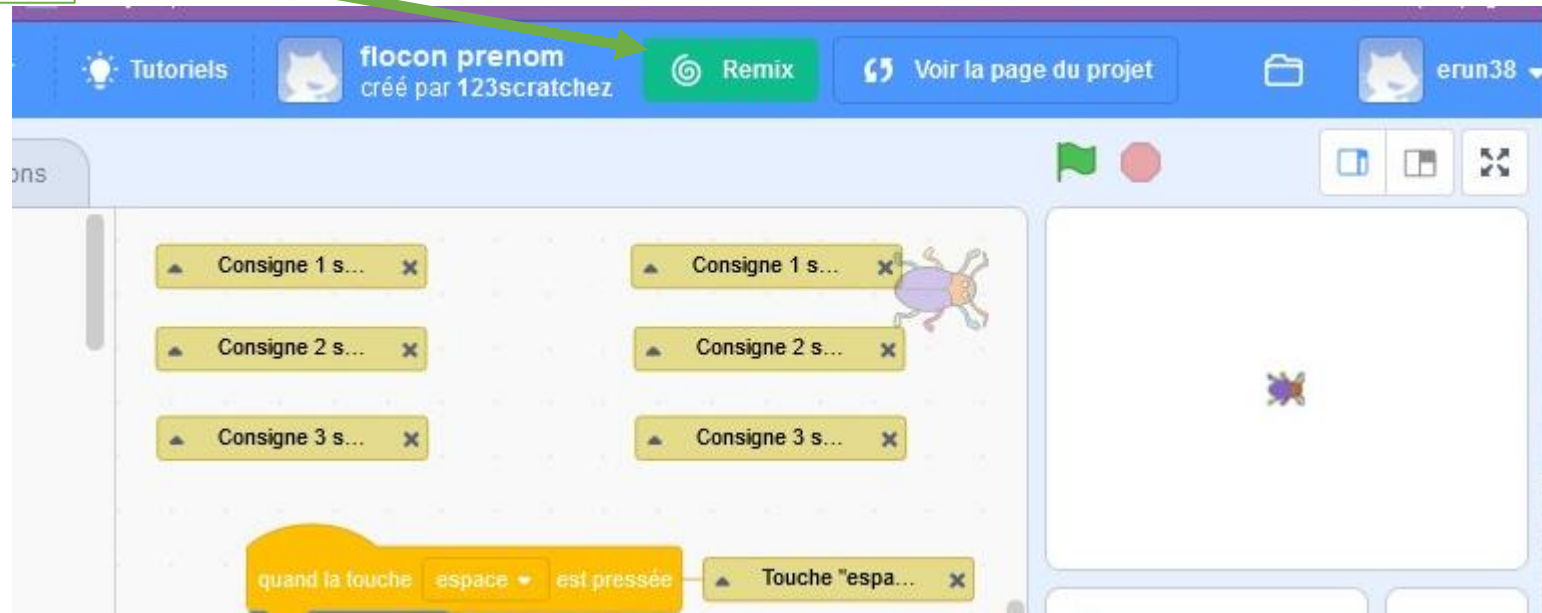 Tutoriels
flocon prenom
créé par 123scratchez
Remix
Voir la page du projet
erun38
ons
Consigne 1 s...
Consigne 1 s...
Consigne 2 s...
Consigne 2 s...
Consigne 3 s...
Consigne 3 s...
quand la touche espace est pressée
Touche "espa...